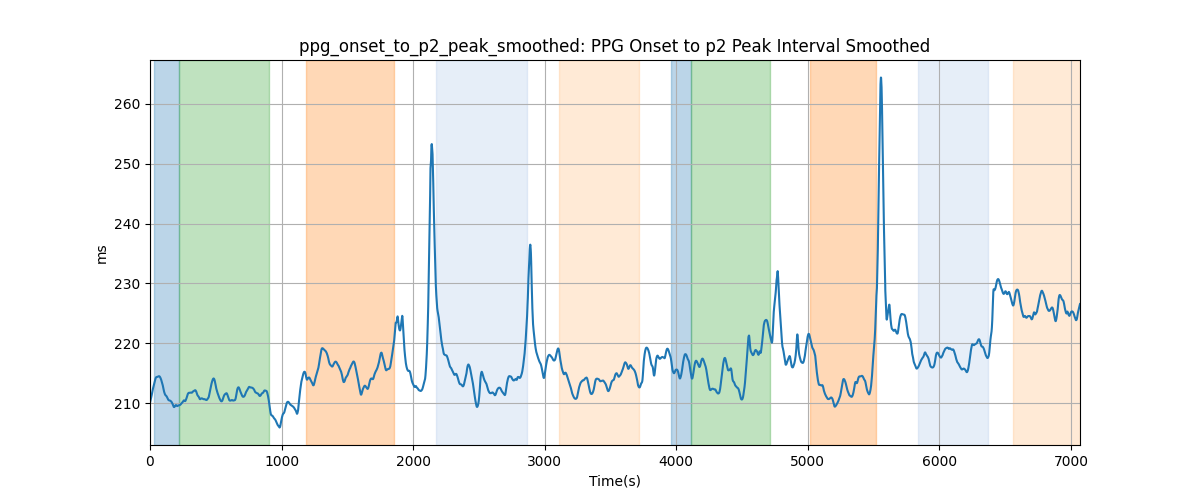 ppg_onset_to_p2_peak_smoothed: PPG Onset to p2 Peak Interval Smoothed
260
250
240
230
220
210
ms
0 1000 2000 3000 4000 5000 6000 7000
Time(s)